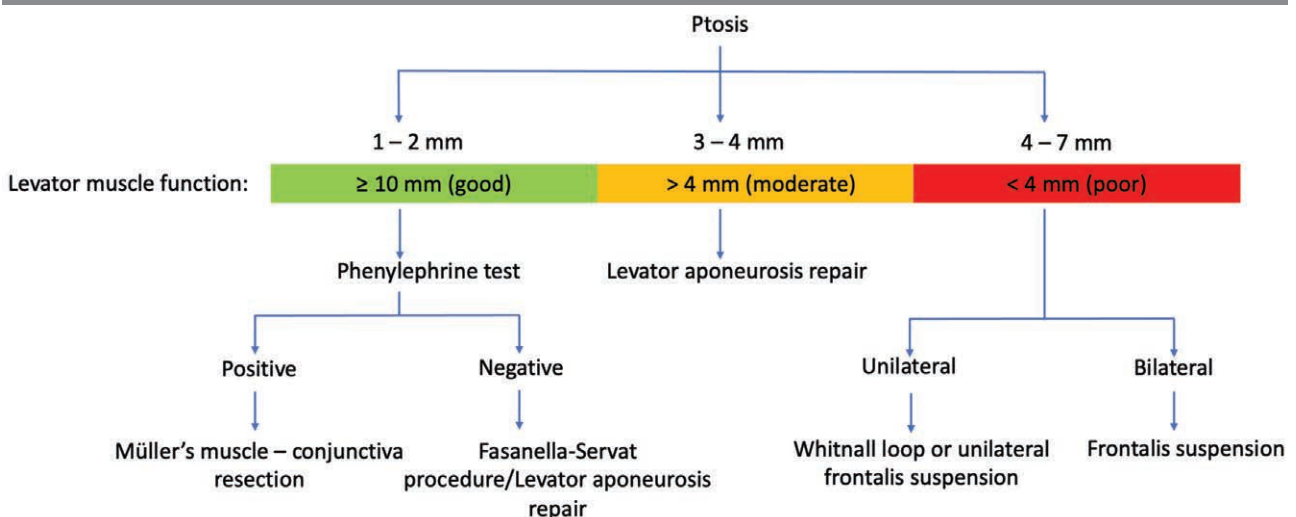 Ptosis
1 – 2 mm
3 – 4 mm
4 – 7 mm
Levator muscle function:
≥ 10 mm (good)
> 4 mm (moderate)
< 4 mm (poor)
Phenylephrine test
Levator aponeurosis repair
Positive
Negative
Unilateral
Bilateral
Müller’s muscle – conjunctiva
resection
Fasanella-Servat
procedure/Levator aponeurosis
repair
Whitnall loop or unilateral
frontalis suspension
Frontalis suspension